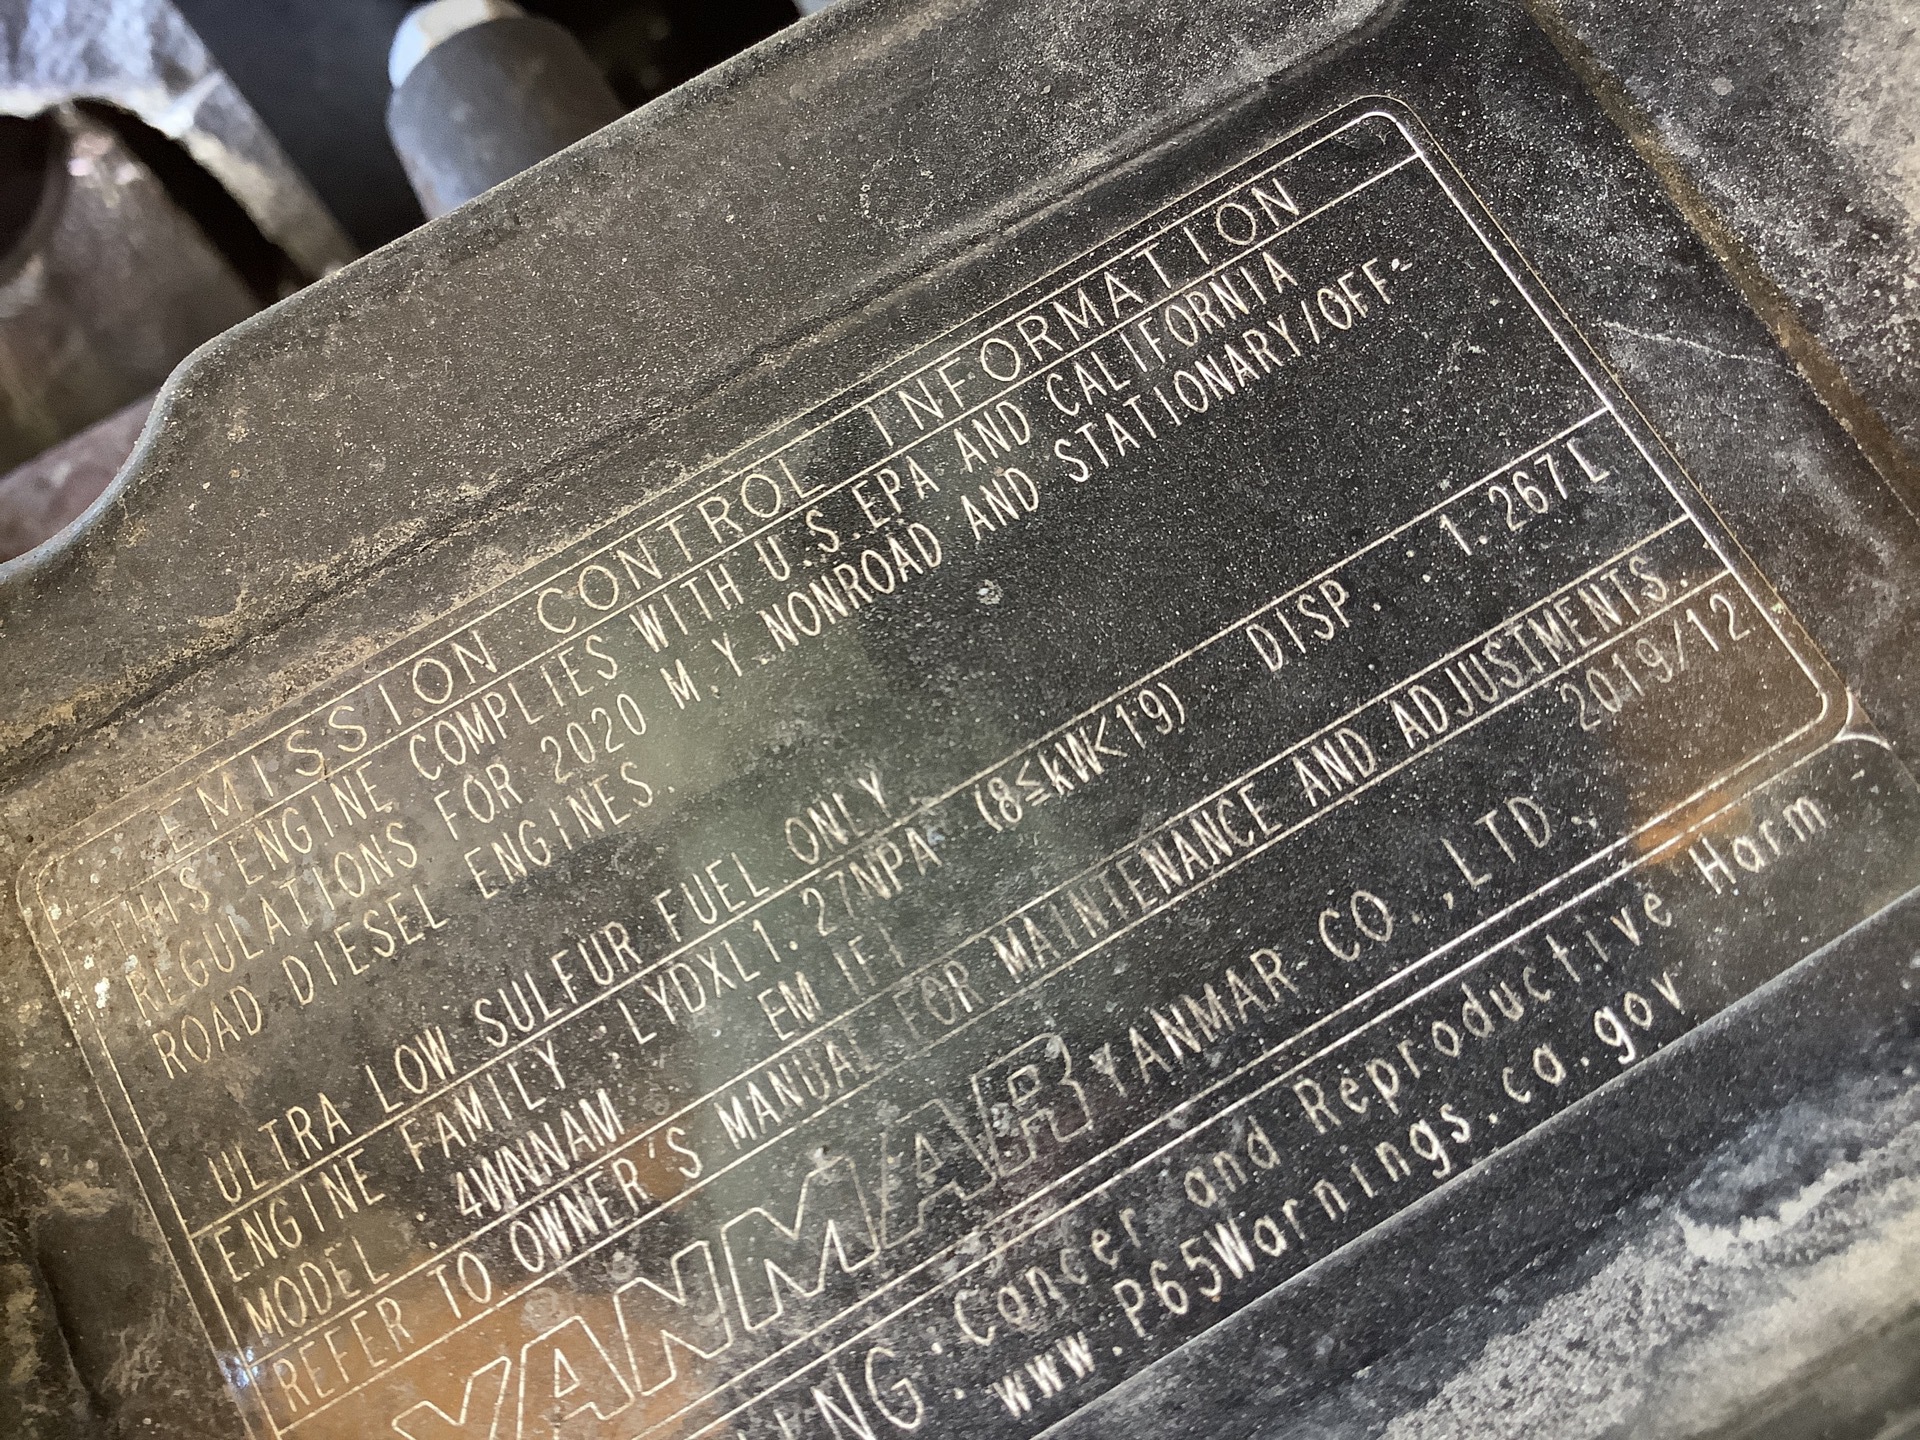 EMISSION CONTROL INFORMATION
THIS ENGINE COMPLIES WITH U.S.EPA AND CALIFORNIA
REGULATIONS FOR 2020 M.Y.NONROAD AND STATIONARY/OFF-
ROAD DIESEL ENGINES.
ULTRA LOW SULFUR FUEL ONLY
ENGINE FAMILY : LYDXL1.27NPA (8≤kW<19) DISP. : 1.267L
MODEL : 4WNNAM EM IFI
REFER TO OWNER'S MANUAL FOR MAINTENANCE AND ADJUSTMENTS.
2019/12
YANMAR YANMAR CO.,LTD.
ING: Cancer and Reproductive Harm
www.P65Warnings.ca.gov